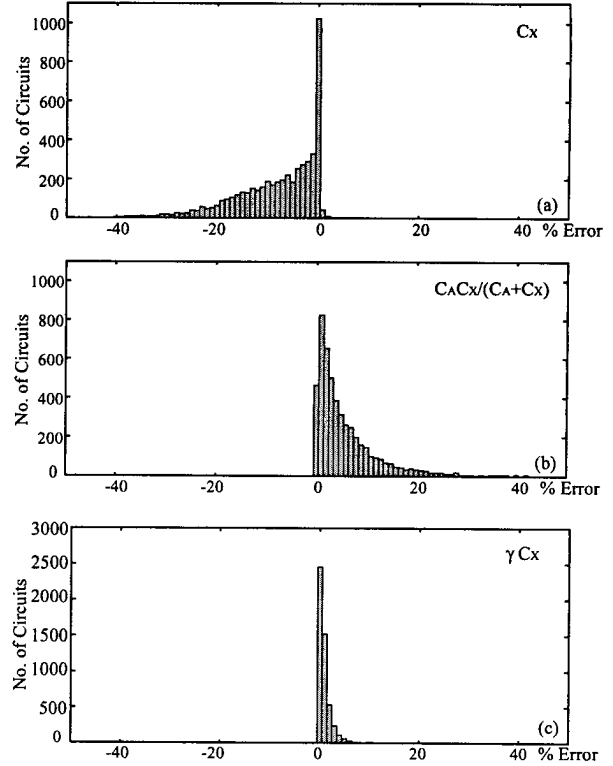 1000
Cx
800
No. of Circuits
600
400
200
(a)
0
-40 -20 0 20 40 % Error
1000
CACx/(CA+Cx)
800
No. of Circuits
600
400
200
(b)
0
-40 -20 0 20 40 % Error
3000
γ Cx
2500
No. of Circuits
2000
1500
1000
500
(c)
0
-40 -20 0 20 40 % Error